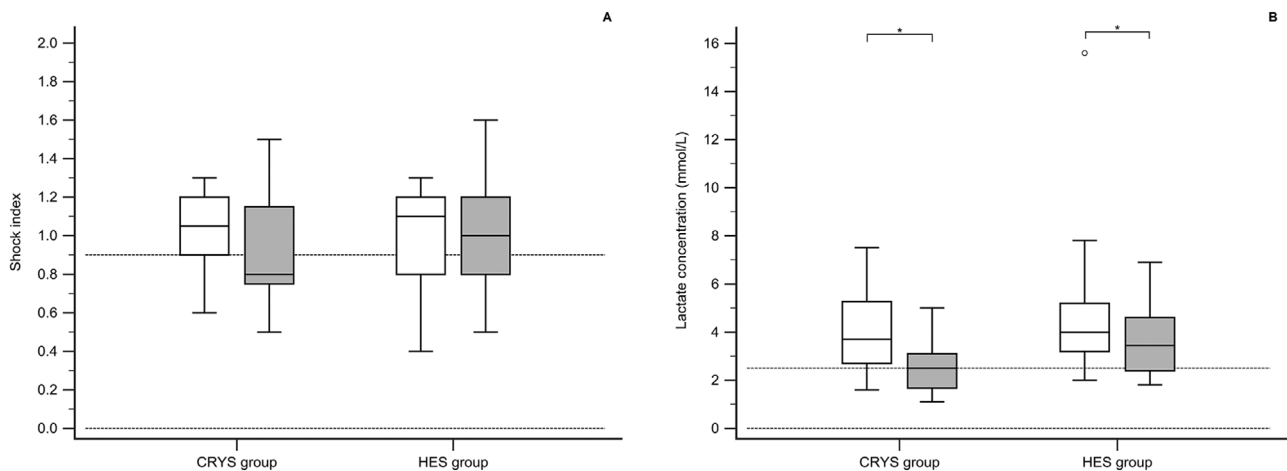 A
2.0
1.8
1.6
1.4
1.2
1.0
0.8
0.6
0.4
0.2
0.0
Shock index
CRYS group
HES group
B
16
14
12
10
8
6
4
2
0
Lactate concentration (mmol/L)
*
*
CRYS group
HES group